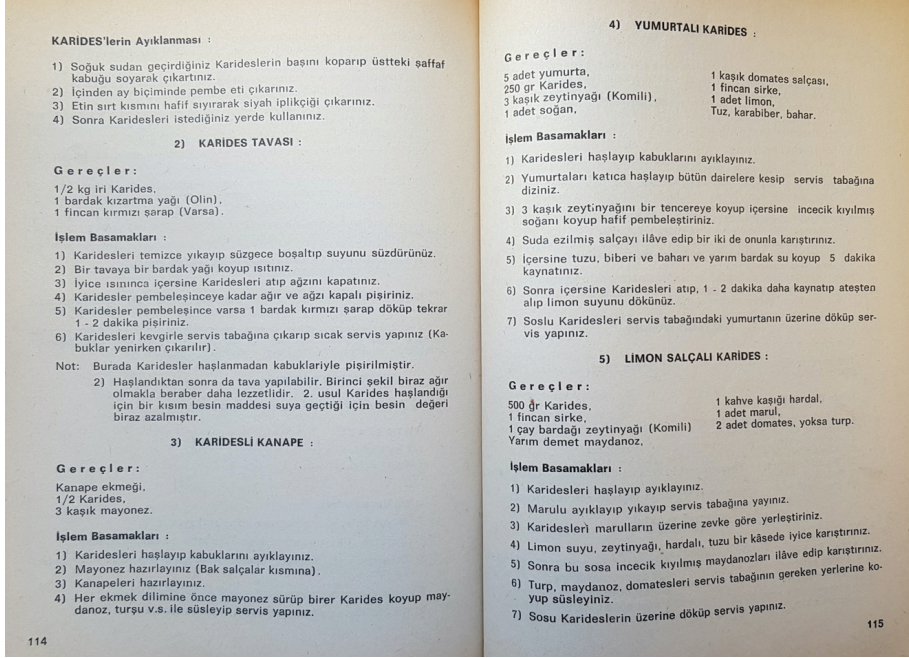 KARİDES'lerin Ayıklanması :
1) Soğuk sudan geçirdiğiniz Karideslerin başını koparıp üstteki şaffaf
kabuğu soyarak çıkartınız.
2) İçinden ay biçiminde pembe eti çıkarınız.
3) Etin sırt kısmını hafif sıyırarak siyah iplikçiği çıkarınız.
4) Sonra Karidesleri istediğiniz yerde kullanınız.
2) KARİDES TAVASI :
Gereçler:
1/2 kg iri Karides,
1 bardak kızartma yağı (Olin),
1 fincan kırmızı şarap (Varsa).
İşlem Basamakları :
1) Karidesleri temizce yıkayıp süzgece boşaltıp suyunu süzdürünüz.
2) Bir tavaya bir bardak yağı koyup ısıtınız.
3) İyice ısınınca içersine Karidesleri atıp ağzını kapatınız.
4) Karidesler pembeleşinceye kadar ağır ve ağzı kapalı pişiriniz.
5) Karidesler pembeleşince varsa 1 bardak kırmızı şarap döküp tekrar
1 - 2 dakika pişiriniz.
6) Karidesleri kevgirle servis tabağına çıkarıp sıcak servis yapınız (Ka-
buklar yenirken çıkarılır).
Not: Burada Karidesler haşlanmadan kabuklariyle pişirilmiştir.
2) Haşlandıktan sonra da tava yapılabilir. Birinci şekil biraz ağır
olmakla beraber daha lezzetlidir. 2. usul Karides haşlandığı
için bir kısım besin maddesi suya geçtiği için besin değeri
biraz azalmıştır.
3) KARİDESLİ KANAPE :
Gereçler:
Kanape ekmeği,
1/2 Karides,
3 kaşık mayonez.
İşlem Basamakları :
1) Karidesleri haşlayıp kabuklarını ayıklayınız.
2) Mayonez hazırlayınız (Bak salçalar kısmına).
3) Kanapeleri hazırlayınız.
4) Her ekmek dilimine önce mayonez sürüp birer Karides koyup may-
danoz, turşu v.s. ile süsleyip servis yapınız.
114
4) YUMURTALI KARİDES :
Gereçler:
5 adet yumurta,
250 gr Karides,
3 kaşık zeytinyağı (Komili),
1 adet soğan,
1 kaşık domates salçası,
1 fincan sirke,
1 adet limon,
Tuz, karabiber, bahar.
İşlem Basamakları :
1) Karidesleri haşlayıp kabuklarını ayıklayınız.
2) Yumurtaları katıca haşlayıp bütün dairelere kesip servis tabağına
diziniz.
3) 3 kaşık zeytinyağını bir tencereye koyup içersine incecik kıyılmış
soğanı koyup hafif pembeleştiriniz.
4) Suda ezilmiş salçayı ilâve edip bir iki de onunla karıştırınız.
5) İçersine tuzu, biberi ve baharı ve yarım bardak su koyup 5 dakika
kaynatınız.
6) Sonra içersine Karidesleri atıp, 1 - 2 dakika daha kaynatıp ateşten
alıp limon suyunu dökünüz.
7) Soslu Karidesleri servis tabağındaki yumurtanın üzerine döküp ser-
vis yapınız.
5) LİMON SALÇALI KARİDES :
Gereçler:
500 gr Karides,
1 fincan sirke,
1 çay bardağı zeytinyağı (Komili)
Yarım demet maydanoz,
1 kahve kaşığı hardal,
1 adet marul,
2 adet domates, yoksa turp.
İşlem Basamakları :
1) Karidesleri haşlayıp ayıklayınız.
2) Marulu ayıklayıp yıkayıp servis tabağına yayınız.
3) Karidesleri marulların üzerine zevke göre yerleştiriniz.
4) Limon suyu, zeytinyağı, hardalı, tuzu bir kâsede iyice karıştırınız.
5) Sonra bu sosa incecik kıyılmış maydanozları ilâve edip karıştırınız.
6) Turp, maydanoz, domatesleri servis tabağının gereken yerlerine ko-
yup süsleyiniz.
7) Sosu Karideslerin üzerine döküp servis yapınız.
115